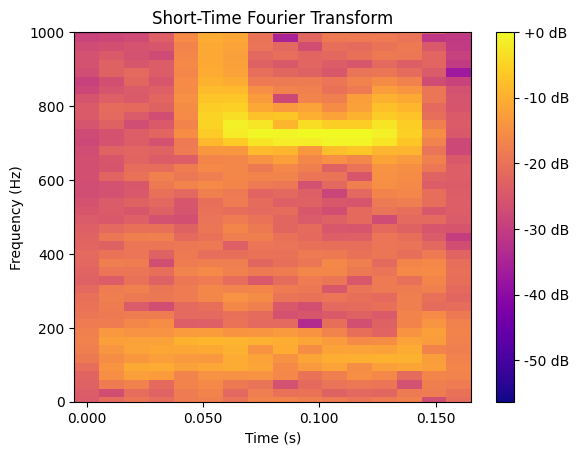 Short-Time Fourier Transform
1000
800
600
400
200
0
Frequency (Hz)
0.000
0.050
0.100
0.150
Time (s)
+0 dB
-10 dB
-20 dB
-30 dB
-40 dB
-50 dB